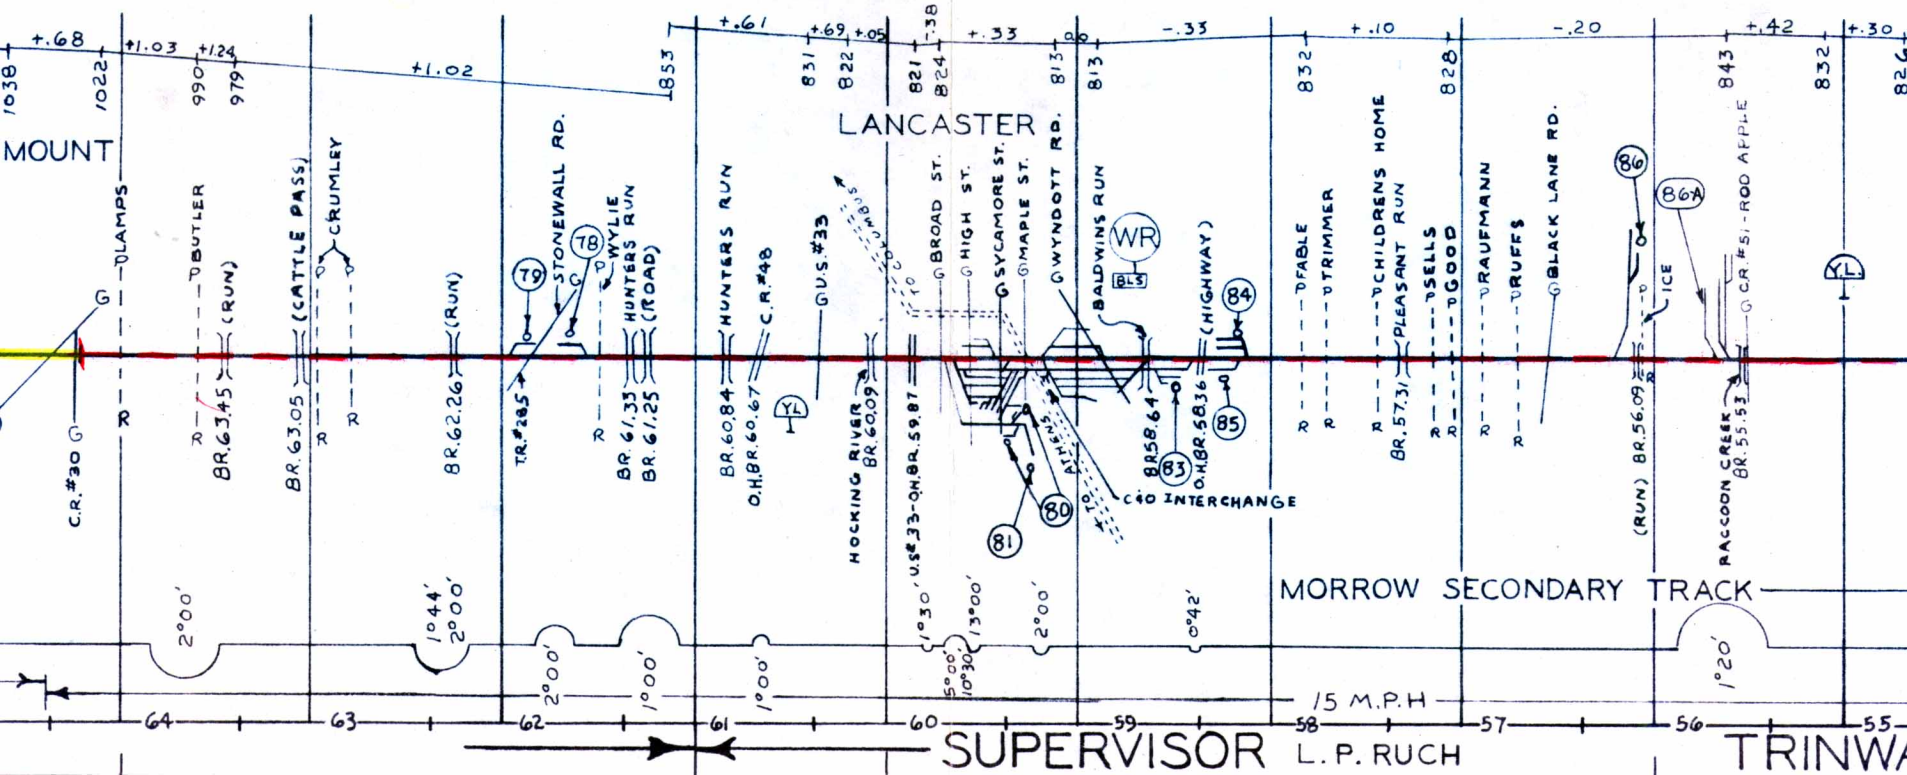 +.68
+1.03
+1.24
+1.02
+.61
+.69
+.05
-.38
+.33
0.0
-.33
+.10
-.20
+.42
+.30
1038
1022
990
979
853
831
822
821
824
813
813
832
828
843
832
826
MOUNT
LANCASTER
LAMPS
BUTLER
(RUN)
(CATTLE PASS)
CRUMLEY
(RUN)
STONEWALL RD.
WYLIE
HUNTERS RUN
(ROAD)
HUNTERS RUN
C.R.#48
U.S.#33
TO COLUMBUS
BROAD ST.
HIGH ST.
SYCAMORE ST.
MAPLE ST.
WYNDOTT RD.
BALDWINS RUN
WR
BLS
(HIGHWAY)
FABLE
TRIMMER
CHILDRENS HOME
PLEASANT RUN
SELLS
GOOD
RAUFMANN
RUFFS
BLACK LANE RD.
ICE
C.R.#51-ROD APPLE
79
78
84
86
86A
Y.L.
C.R.#30
BR.63.45
BR.63.05
BR.62.26
T.R.#285
BR.61.33
BR.61.25
BR.60.84
O.H.BR.60.67
YL
HOCKING RIVER
BR.60.09
U.S.#33-O.H.BR.59.87
81
80
TO ATHENS
C&O INTERCHANGE
BR.58.64
83
O.H.BR.58.36
85
BR.57.31
(RUN) BR.56.09
RACCOON CREEK
BR.55.53
MORROW SECONDARY TRACK
2°00'
1°44'
2°00'
2°00'
1°00'
1°00'
1°30'
5°00'
10°30'
13°00'
2°00'
0°42'
1°20'
Y
15 M.P.H
64 63 62 61 60 59 58 57 56 55
SUPERVISOR L.P. RUCH
TRINWA